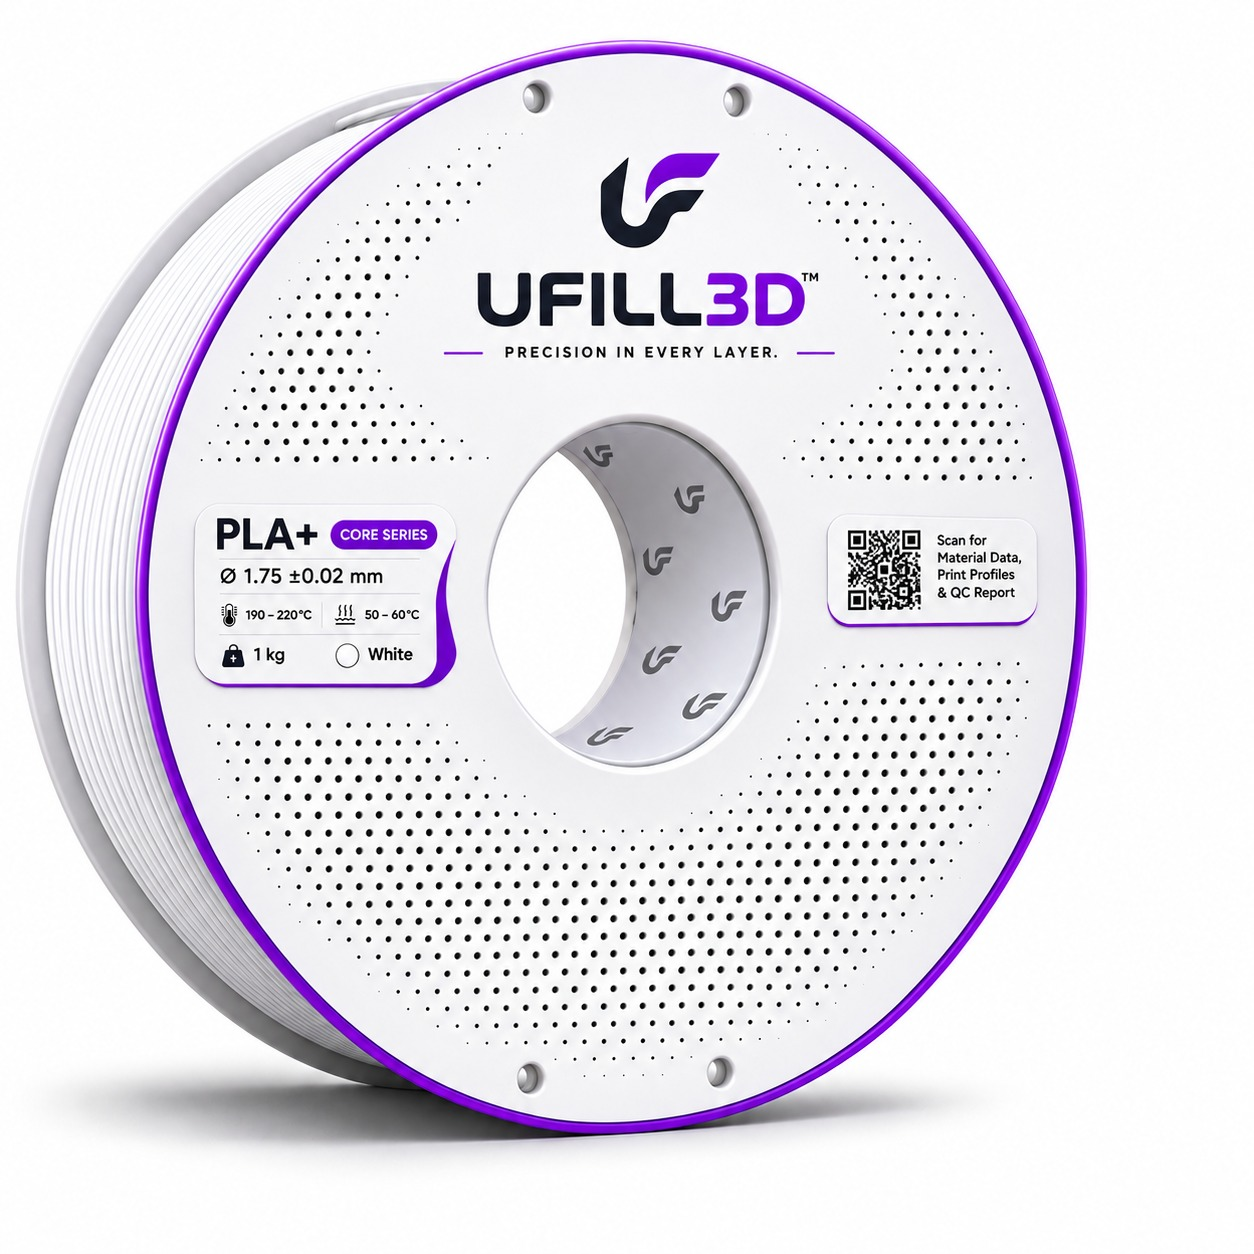 UFILL3D™
PRECISION IN EVERY LAYER.
PLA+ CORE SERIES
Ø 1.75 ±0.02 mm
190 – 220°C 50 – 60°C
1 kg White
Scan for
Material Data,
Print Profiles
& QC Report